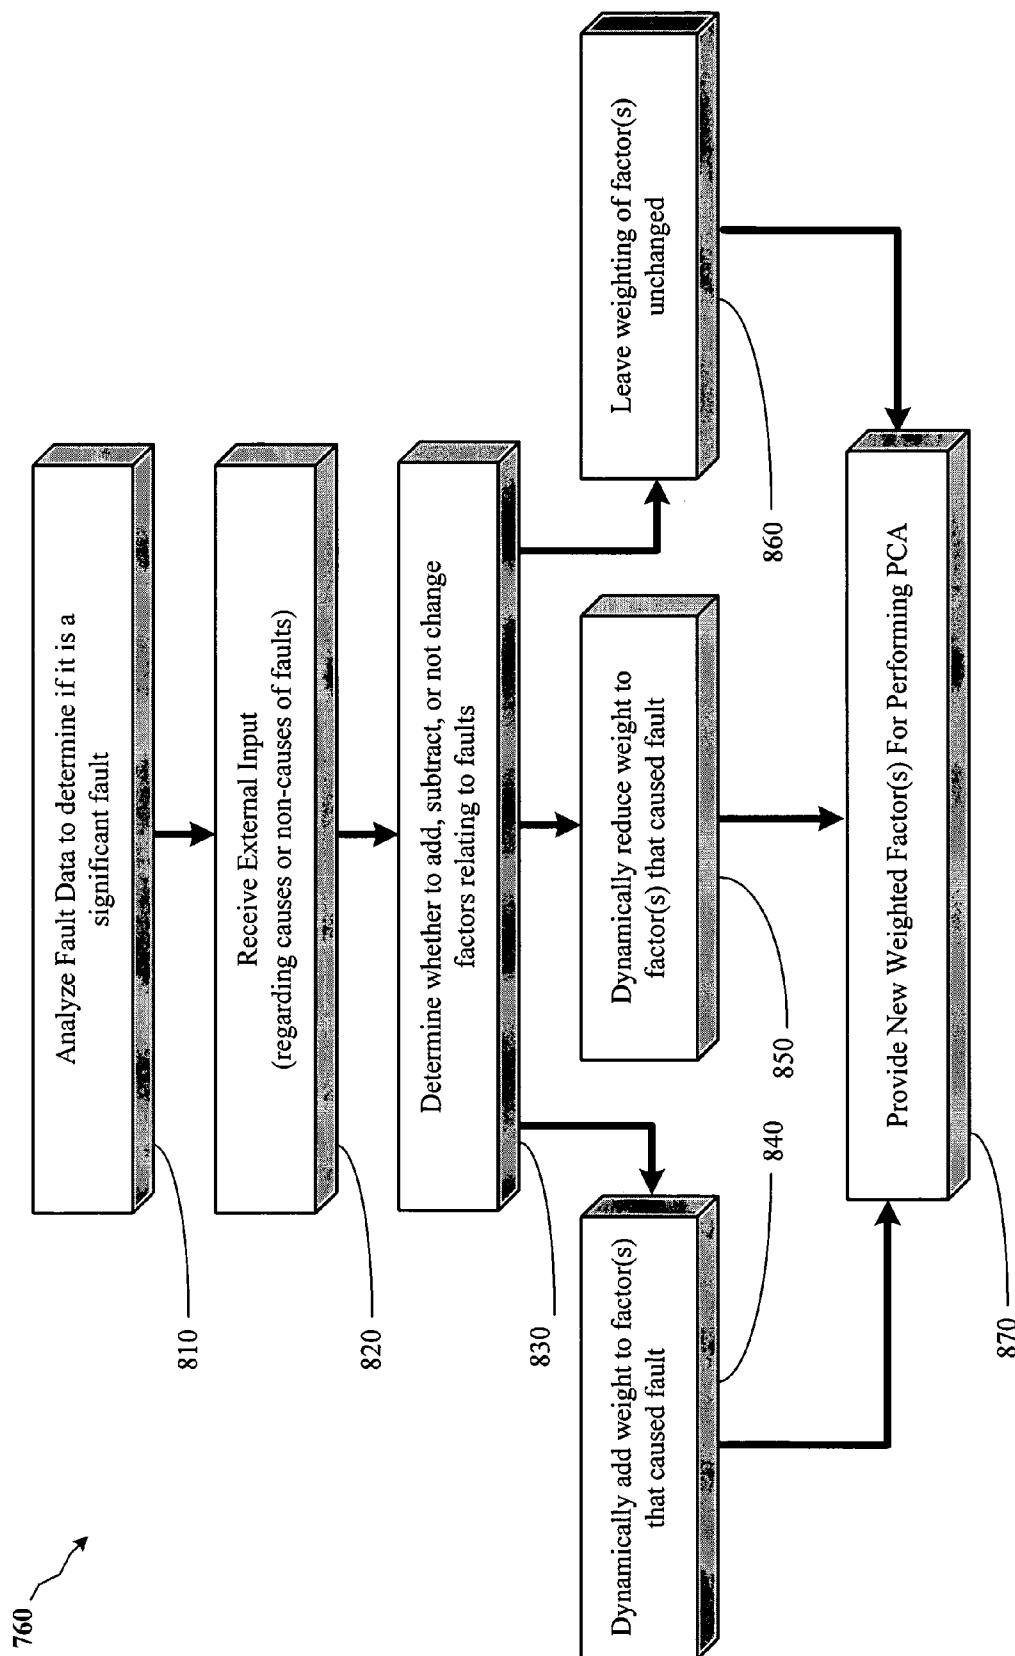 760
Analyze Fault Data to determine if it is a
significant fault
810
Receive External Input
(regarding causes or non-causes of faults)
820
Determine whether to add, subtract, or not change
factors relating to faults
830
Dynamically add weight to factor(s)
that caused fault
840
Dynamically reduce weight to
factor(s) that caused fault
850
Leave weighting of factor(s)
unchanged
860
Provide New Weighted Factor(s) For Performing PCA
870